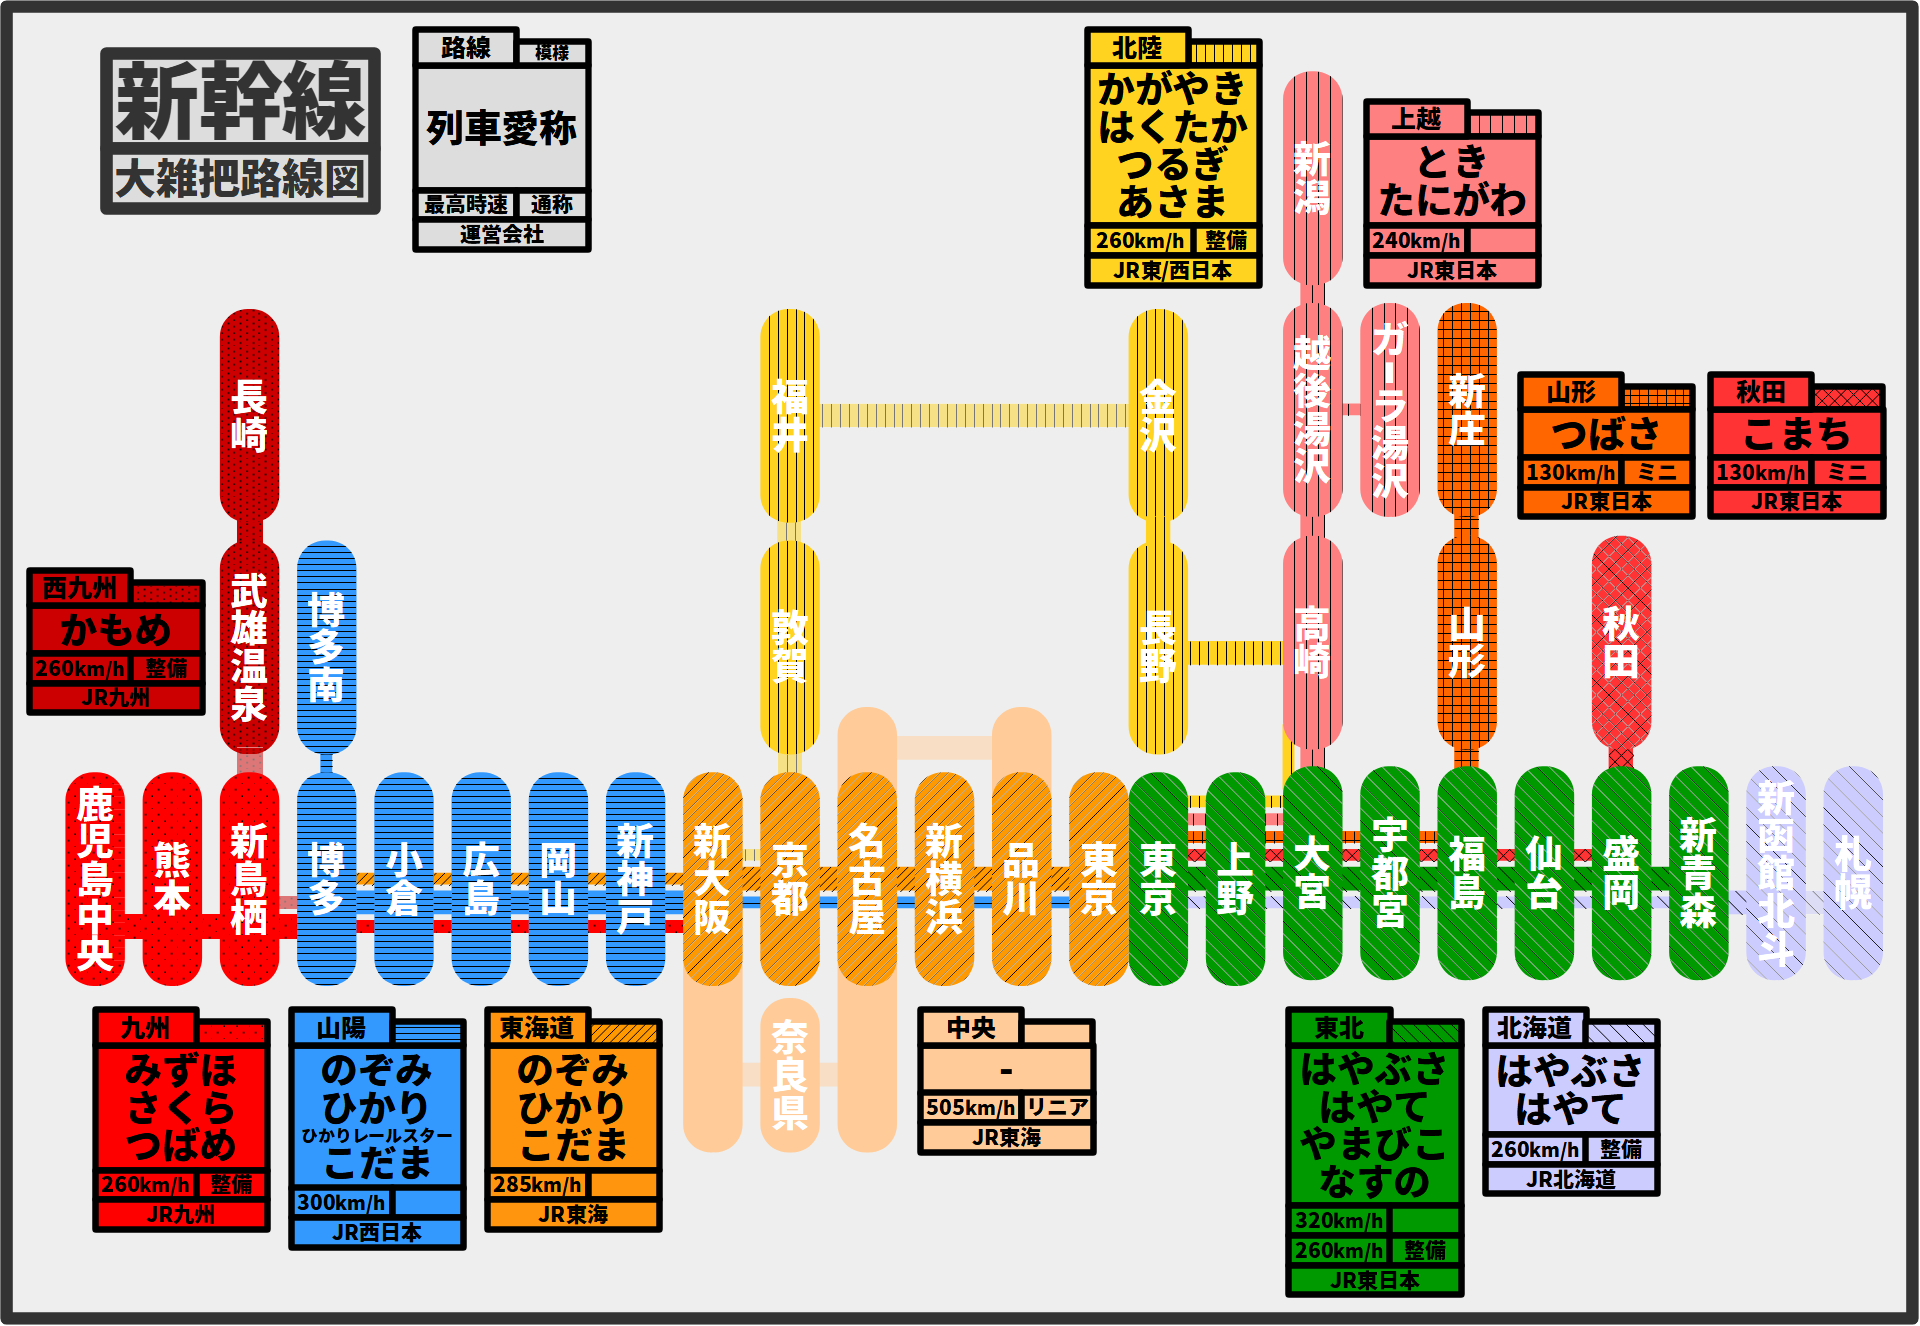 新幹線
大雑把路線図
路線
模様
列車愛称
最高時速
通称
運営会社
北陸
かがやき
はくたか
つるぎ
あさま
260km/h
整備
JR東/西日本
上越
とき
たにがわ
240km/h
JR東日本
山形
つばさ
130km/h
ミニ
JR東日本
秋田
こまち
130km/h
ミニ
JR東日本
西九州
かもめ
260km/h
整備
JR九州
長崎
武雄温泉
博多南
福井
敦賀
金沢
長野
新潟
越後湯沢
ガーラ湯沢
高崎
新庄
山形
秋田
鹿児島中央
熊本
新鳥栖
博多
小倉
広島
岡山
新神戸
新大阪
京都
名古屋
新横浜
品川
東京
東京
上野
大宮
宇都宮
福島
仙台
盛岡
新青森
新函館北斗
札幌
奈良県
九州
みずほ
さくら
つばめ
260km/h
整備
JR九州
山陽
のぞみ
ひかり
ひかりレールスター
こだま
300km/h
JR西日本
東海道
のぞみ
ひかり
こだま
285km/h
JR東海
中央
-
505km/h
リニア
JR東海
東北
はやぶさ
はやて
やまびこ
なすの
320km/h
260km/h
整備
JR東日本
北海道
はやぶさ
はやて
260km/h
整備
JR北海道